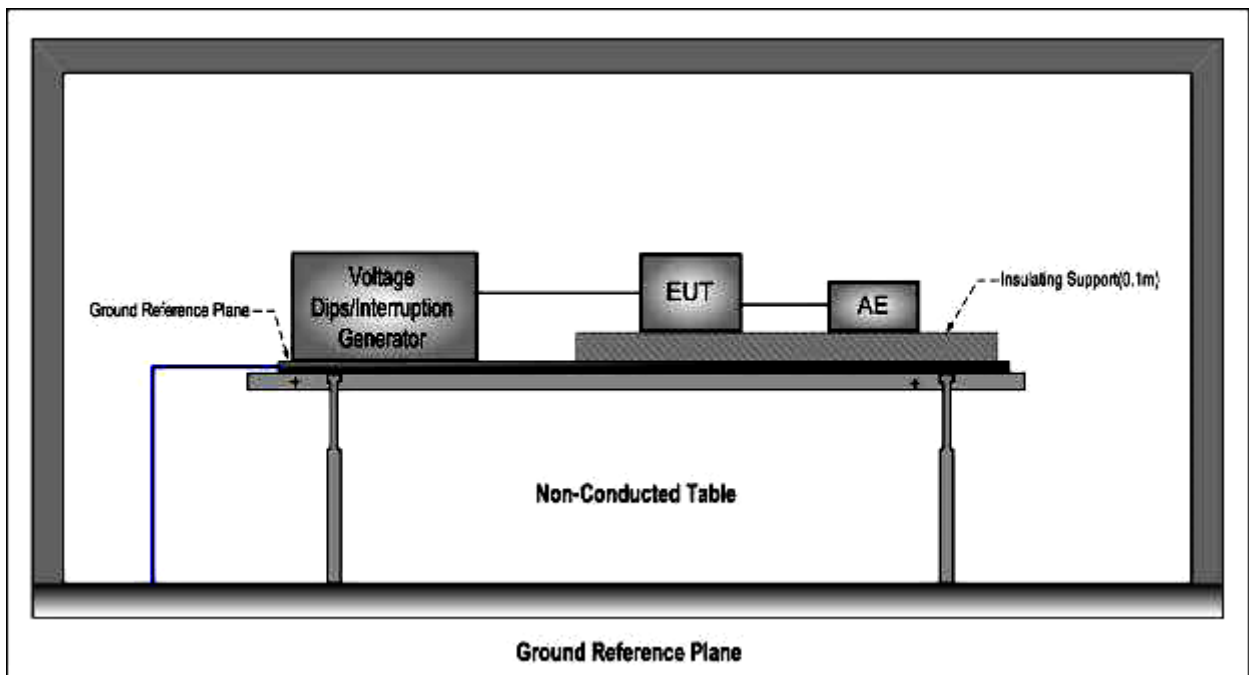 Voltage
Dips/Interruption
Generator
EUT
AE
Insulating Support(0.1m)
Ground Reference Plane
Non-Conducted Table
Ground Reference Plane